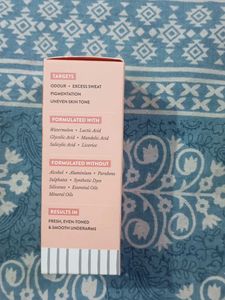 TARGETS
ODOUR • EXCESS SWEAT
PIGMENTATION
UNEVEN SKIN TONE
FORMULATED WITH
Watermelon • Lactic Acid
Glycolic Acid • Mandelic Acid
Salicylic Acid • Licorice
FORMULATED WITHOUT
Alcohol • Aluminium • Parabens
Sulphates • Synthetic Dyes
Silicones • Essential Oils
Mineral Oils
RESULTS IN
FRESH, EVEN-TONED
& SMOOTH UNDERARMS